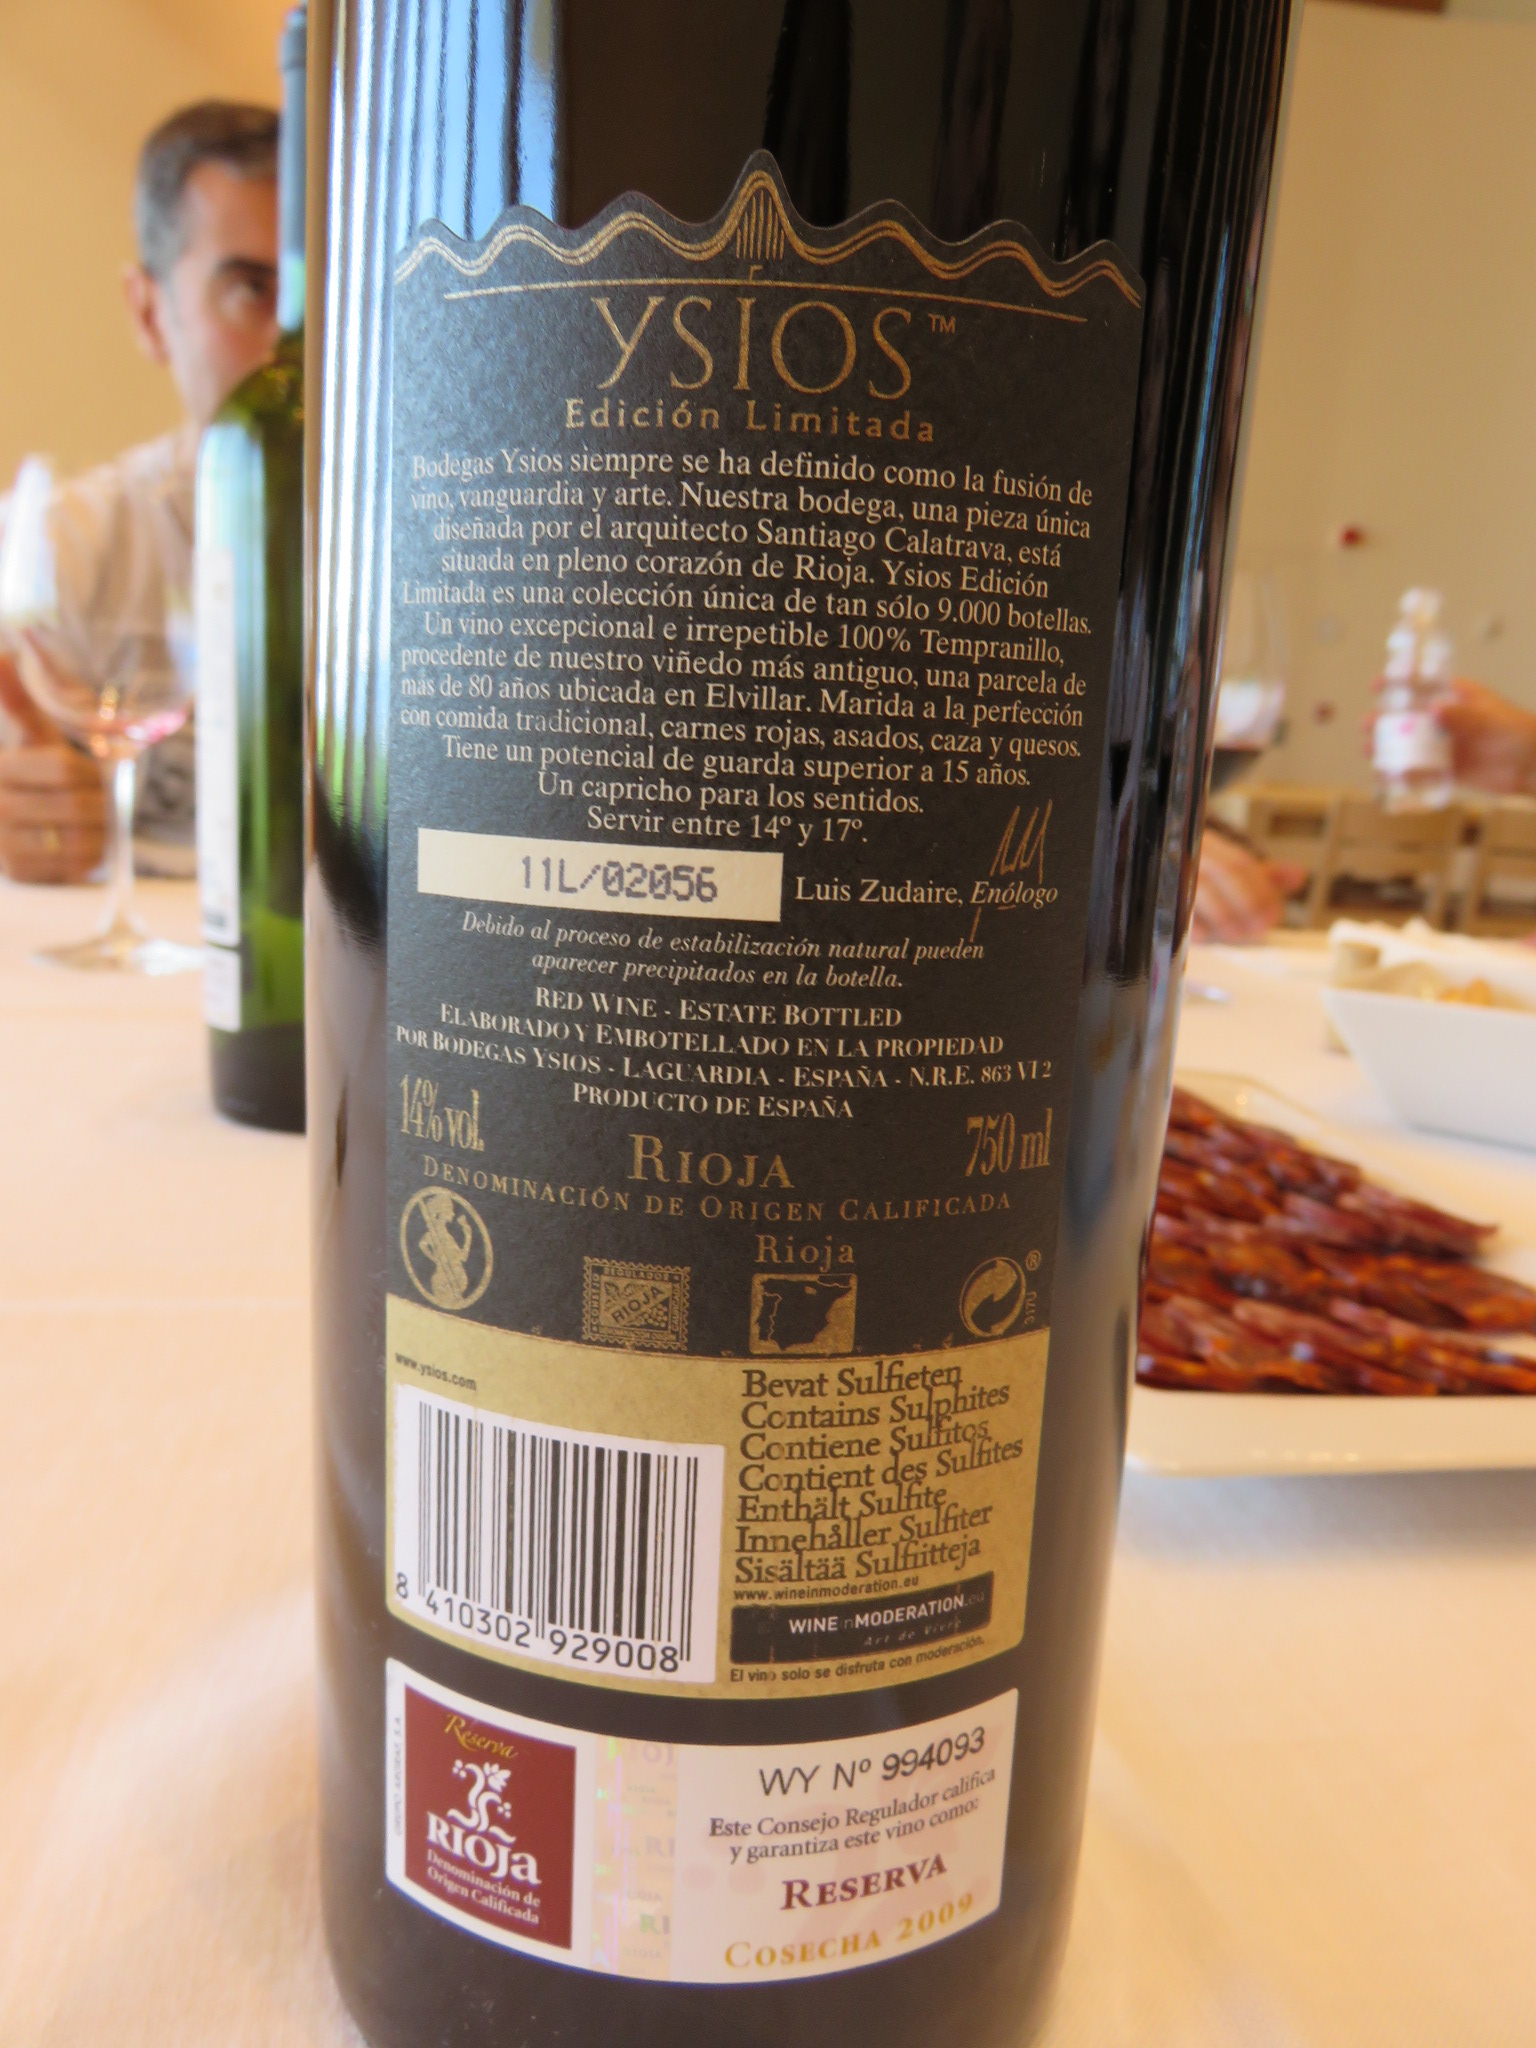 YSIOS™
Edición Limitada
Bodegas Ysios siempre se ha definido como la fusión de
vino, vanguardia y arte. Nuestra bodega, una pieza única
diseñada por el arquitecto Santiago Calatrava, está
situada en pleno corazón de Rioja. Ysios Edición
Limitada es una colección única de tan sólo 9.000 botellas.
Un vino excepcional e irrepetible 100% Tempranillo,
procedente de nuestro viñedo más antiguo, una parcela de
más de 80 años ubicada en Elvillar. Marida a la perfección
con comida tradicional, carnes rojas, asados, caza y quesos.
Tiene un potencial de guarda superior a 15 años.
Un capricho para los sentidos.
Servir entre 14º y 17º.
11L/02056
Luis Zudaire, Enólogo
Debido al proceso de estabilización natural pueden
aparecer precipitados en la botella.
RED WINE - ESTATE BOTTLED
ELABORADO Y EMBOTELLADO EN LA PROPIEDAD
POR BODEGAS YSIOS - LAGUARDIA - ESPAÑA - N.R.E. 863 VI 2
PRODUCTO DE ESPAÑA
14% vol.
750 ml
RIOJA
DENOMINACIÓN DE ORIGEN CALIFICADA
Rioja
CONSEJO REGULADOR
RIOJA
®
www.ysios.com
Bevat Sulfieten
Contains Sulphites
Contiene Sulfitos
Contient des Sulfites
Enthält Sulfite
Innehåller Sulfiter
Sisältää Sulfiitteja
www.wineinmoderation.eu
WINE in MODERATION.eu
Art de Vivre
El vino solo se disfruta con moderación.
8 410302 929008
Reserva
RIOJA
Denominación de
Origen Calificada
WY Nº 994093
Este Consejo Regulador califica
y garantiza este vino como:
RESERVA
COSECHA 2009